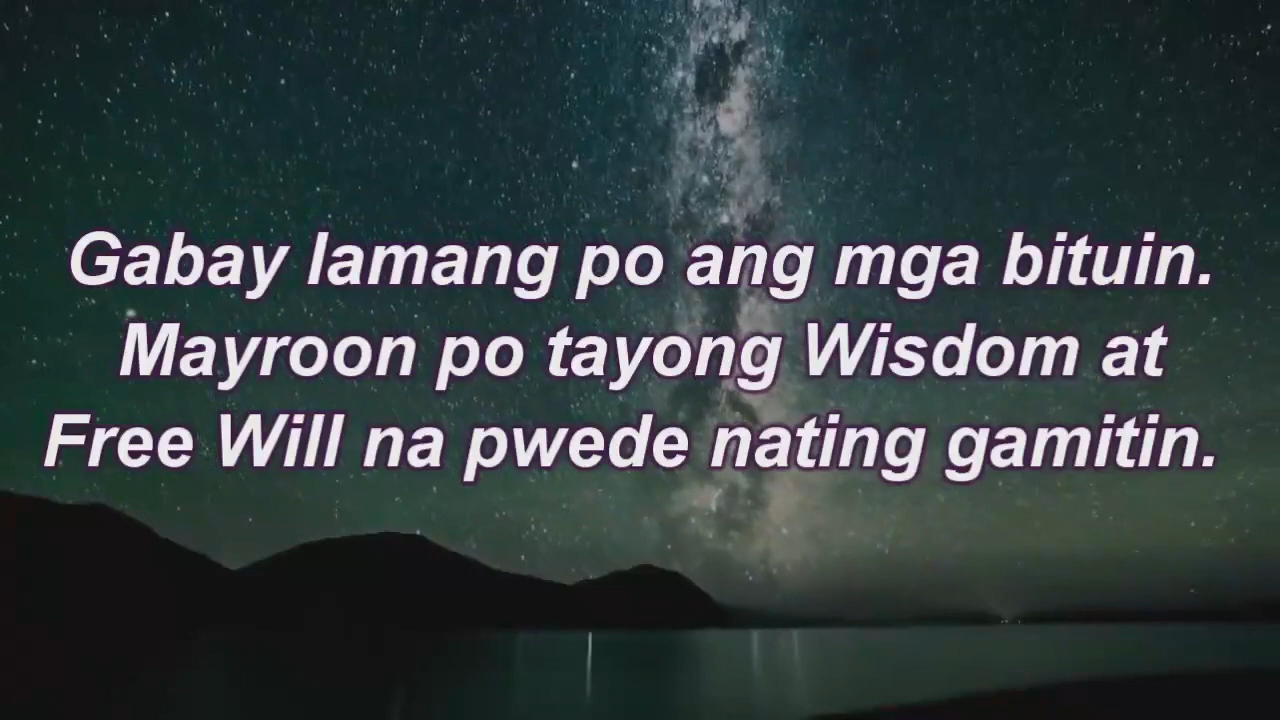 Gabay lamang po ang mga bituin.
Mayroon po tayong Wisdom at
Free Will na pwede nating gamitin.